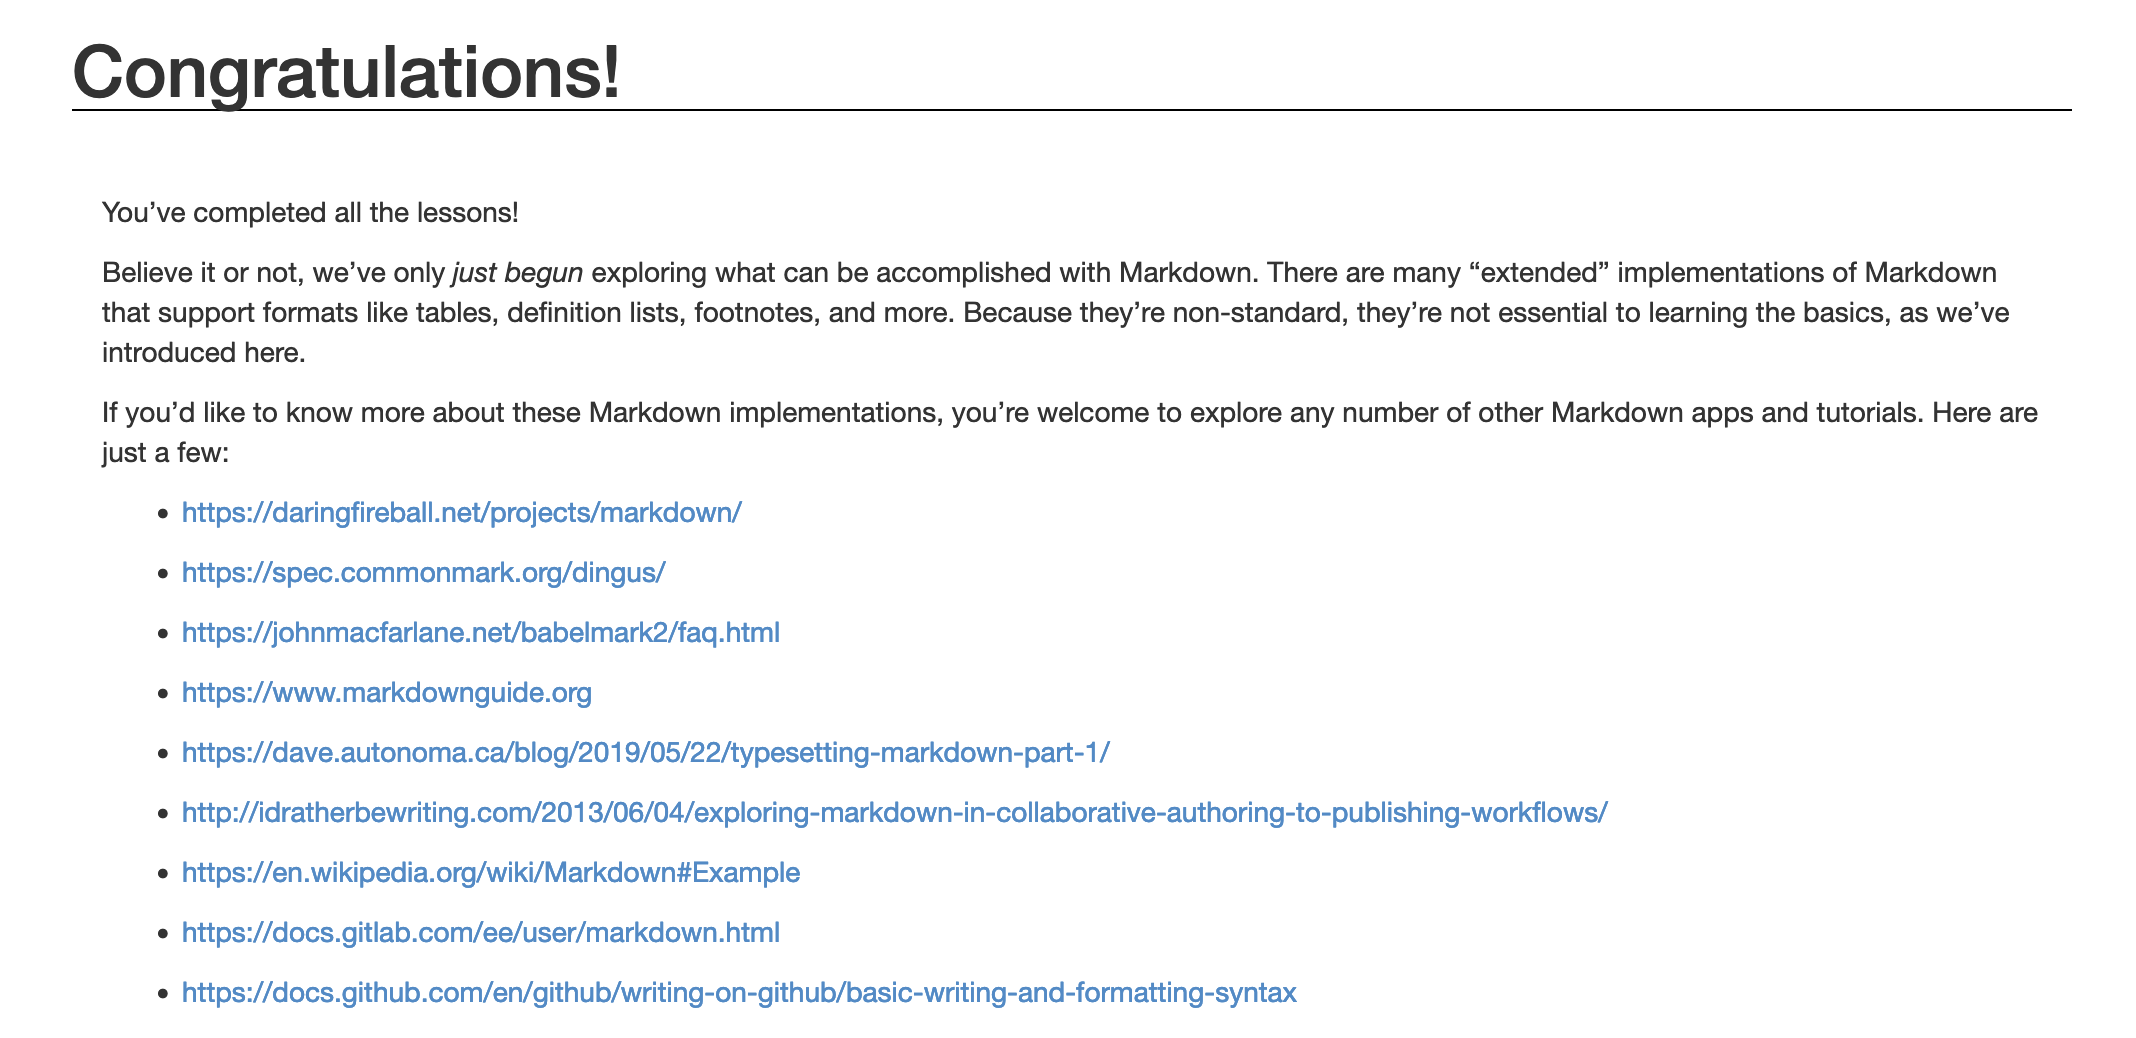 Congratulations!
You’ve completed all the lessons!
Believe it or not, we’ve only just begun exploring what can be accomplished with Markdown. There are many “extended” implementations of Markdown
that support formats like tables, definition lists, footnotes, and more. Because they’re non-standard, they’re not essential to learning the basics, as we’ve
introduced here.
If you’d like to know more about these Markdown implementations, you’re welcome to explore any number of other Markdown apps and tutorials. Here are
just a few:
• https://daringfireball.net/projects/markdown/
• https://spec.commonmark.org/dingus/
• https://johnmacfarlane.net/babelmark2/faq.html
• https://www.markdownguide.org
• https://dave.autonoma.ca/blog/2019/05/22/typesetting-markdown-part-1/
• http://idratherbewriting.com/2013/06/04/exploring-markdown-in-collaborative-authoring-to-publishing-workflows/
• https://en.wikipedia.org/wiki/Markdown#Example
• https://docs.gitlab.com/ee/user/markdown.html
• https://docs.github.com/en/github/writing-on-github/basic-writing-and-formatting-syntax